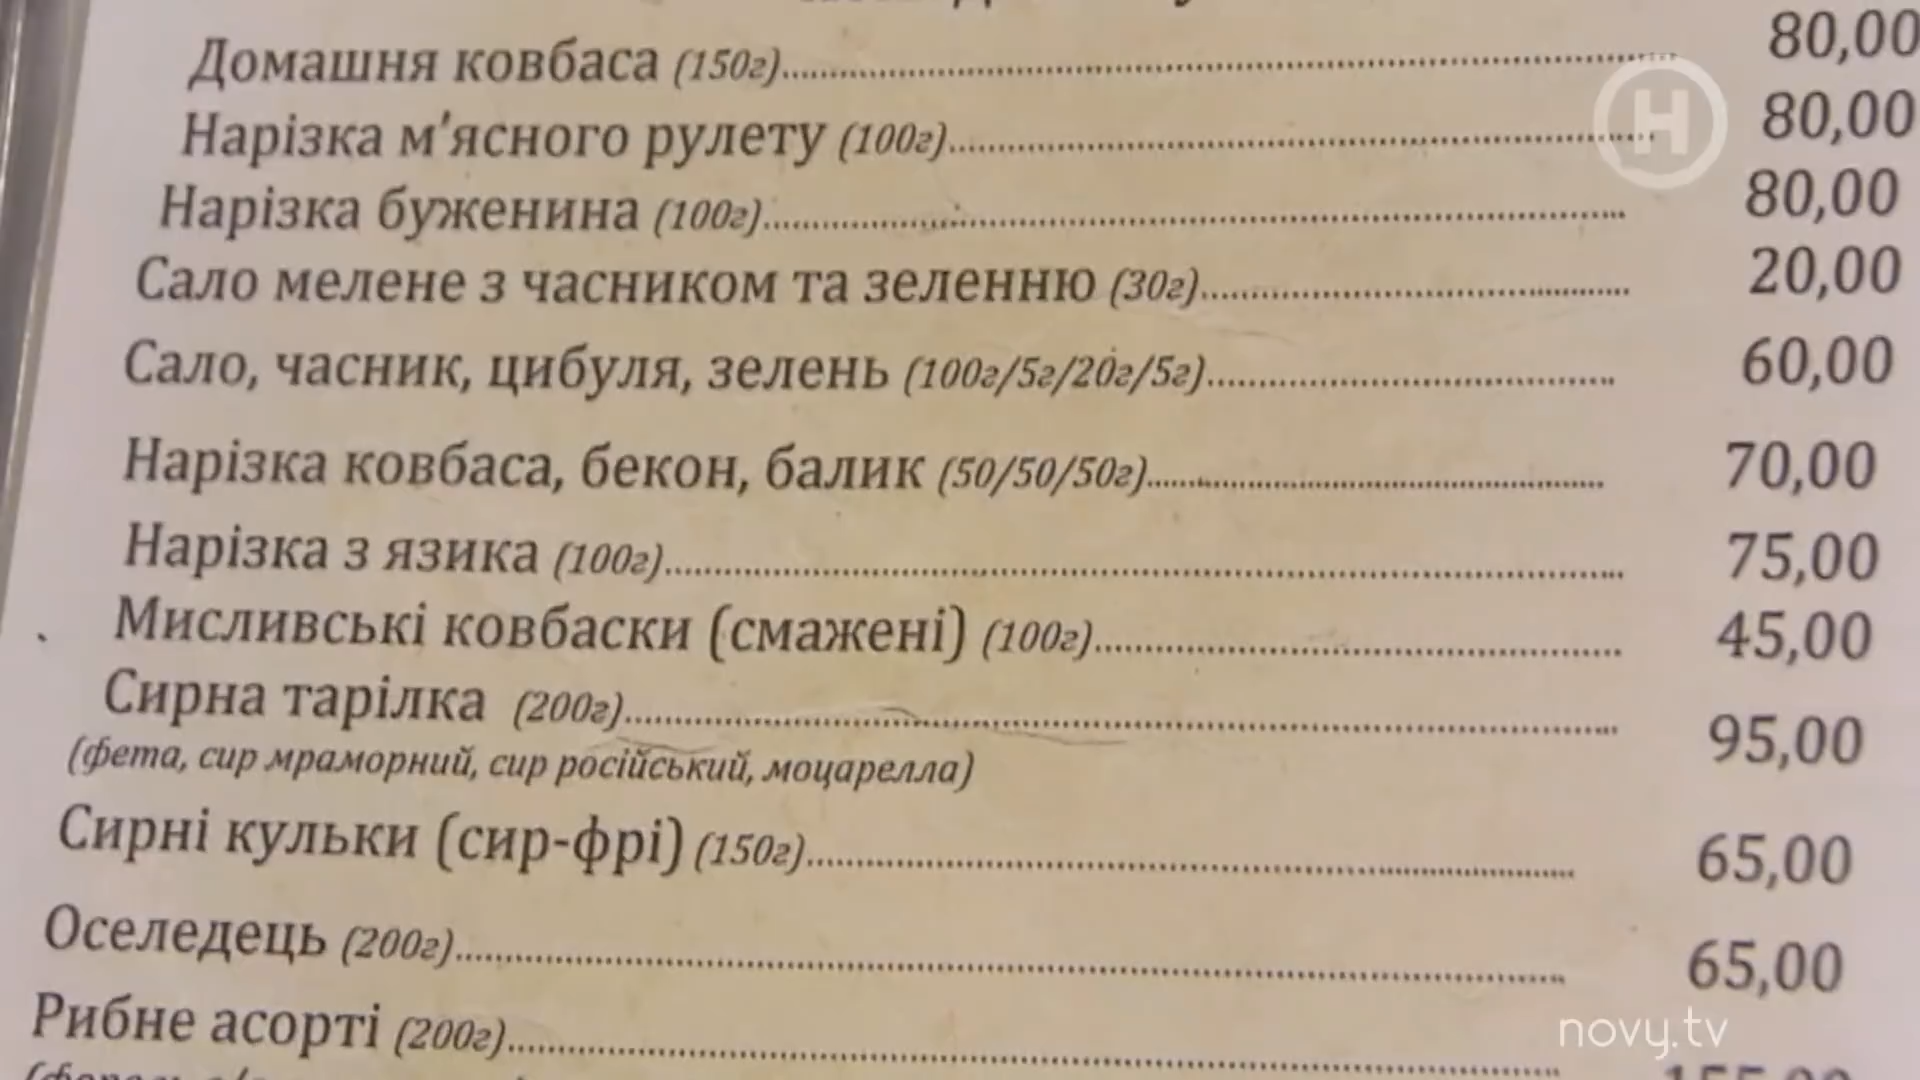 Домашня ковбаса (150г)........ 80,00
Нарізка м'ясного рулету (100г)........ 80,00
Нарізка буженина (100г)........ 80,00
Сало мелене з часником та зеленню (30г)........ 20,00
Сало, часник, цибуля, зелень (100г/5г/20г/5г)........ 60,00
Нарізка ковбаса, бекон, балик (50/50/50г)........ 70,00
Нарізка з язика (100г)........ 75,00
Мисливські ковбаски (смажені) (100г)........ 45,00
Сирна тарілка (200г)........ 95,00
(фета, сир мраморний, сир російський, моцарелла)
Сирні кульки (сир-фрі) (150г)........ 65,00
Оселедець (200г)........ 65,00
Рибне асорті (200г)........
Н
novy.tv